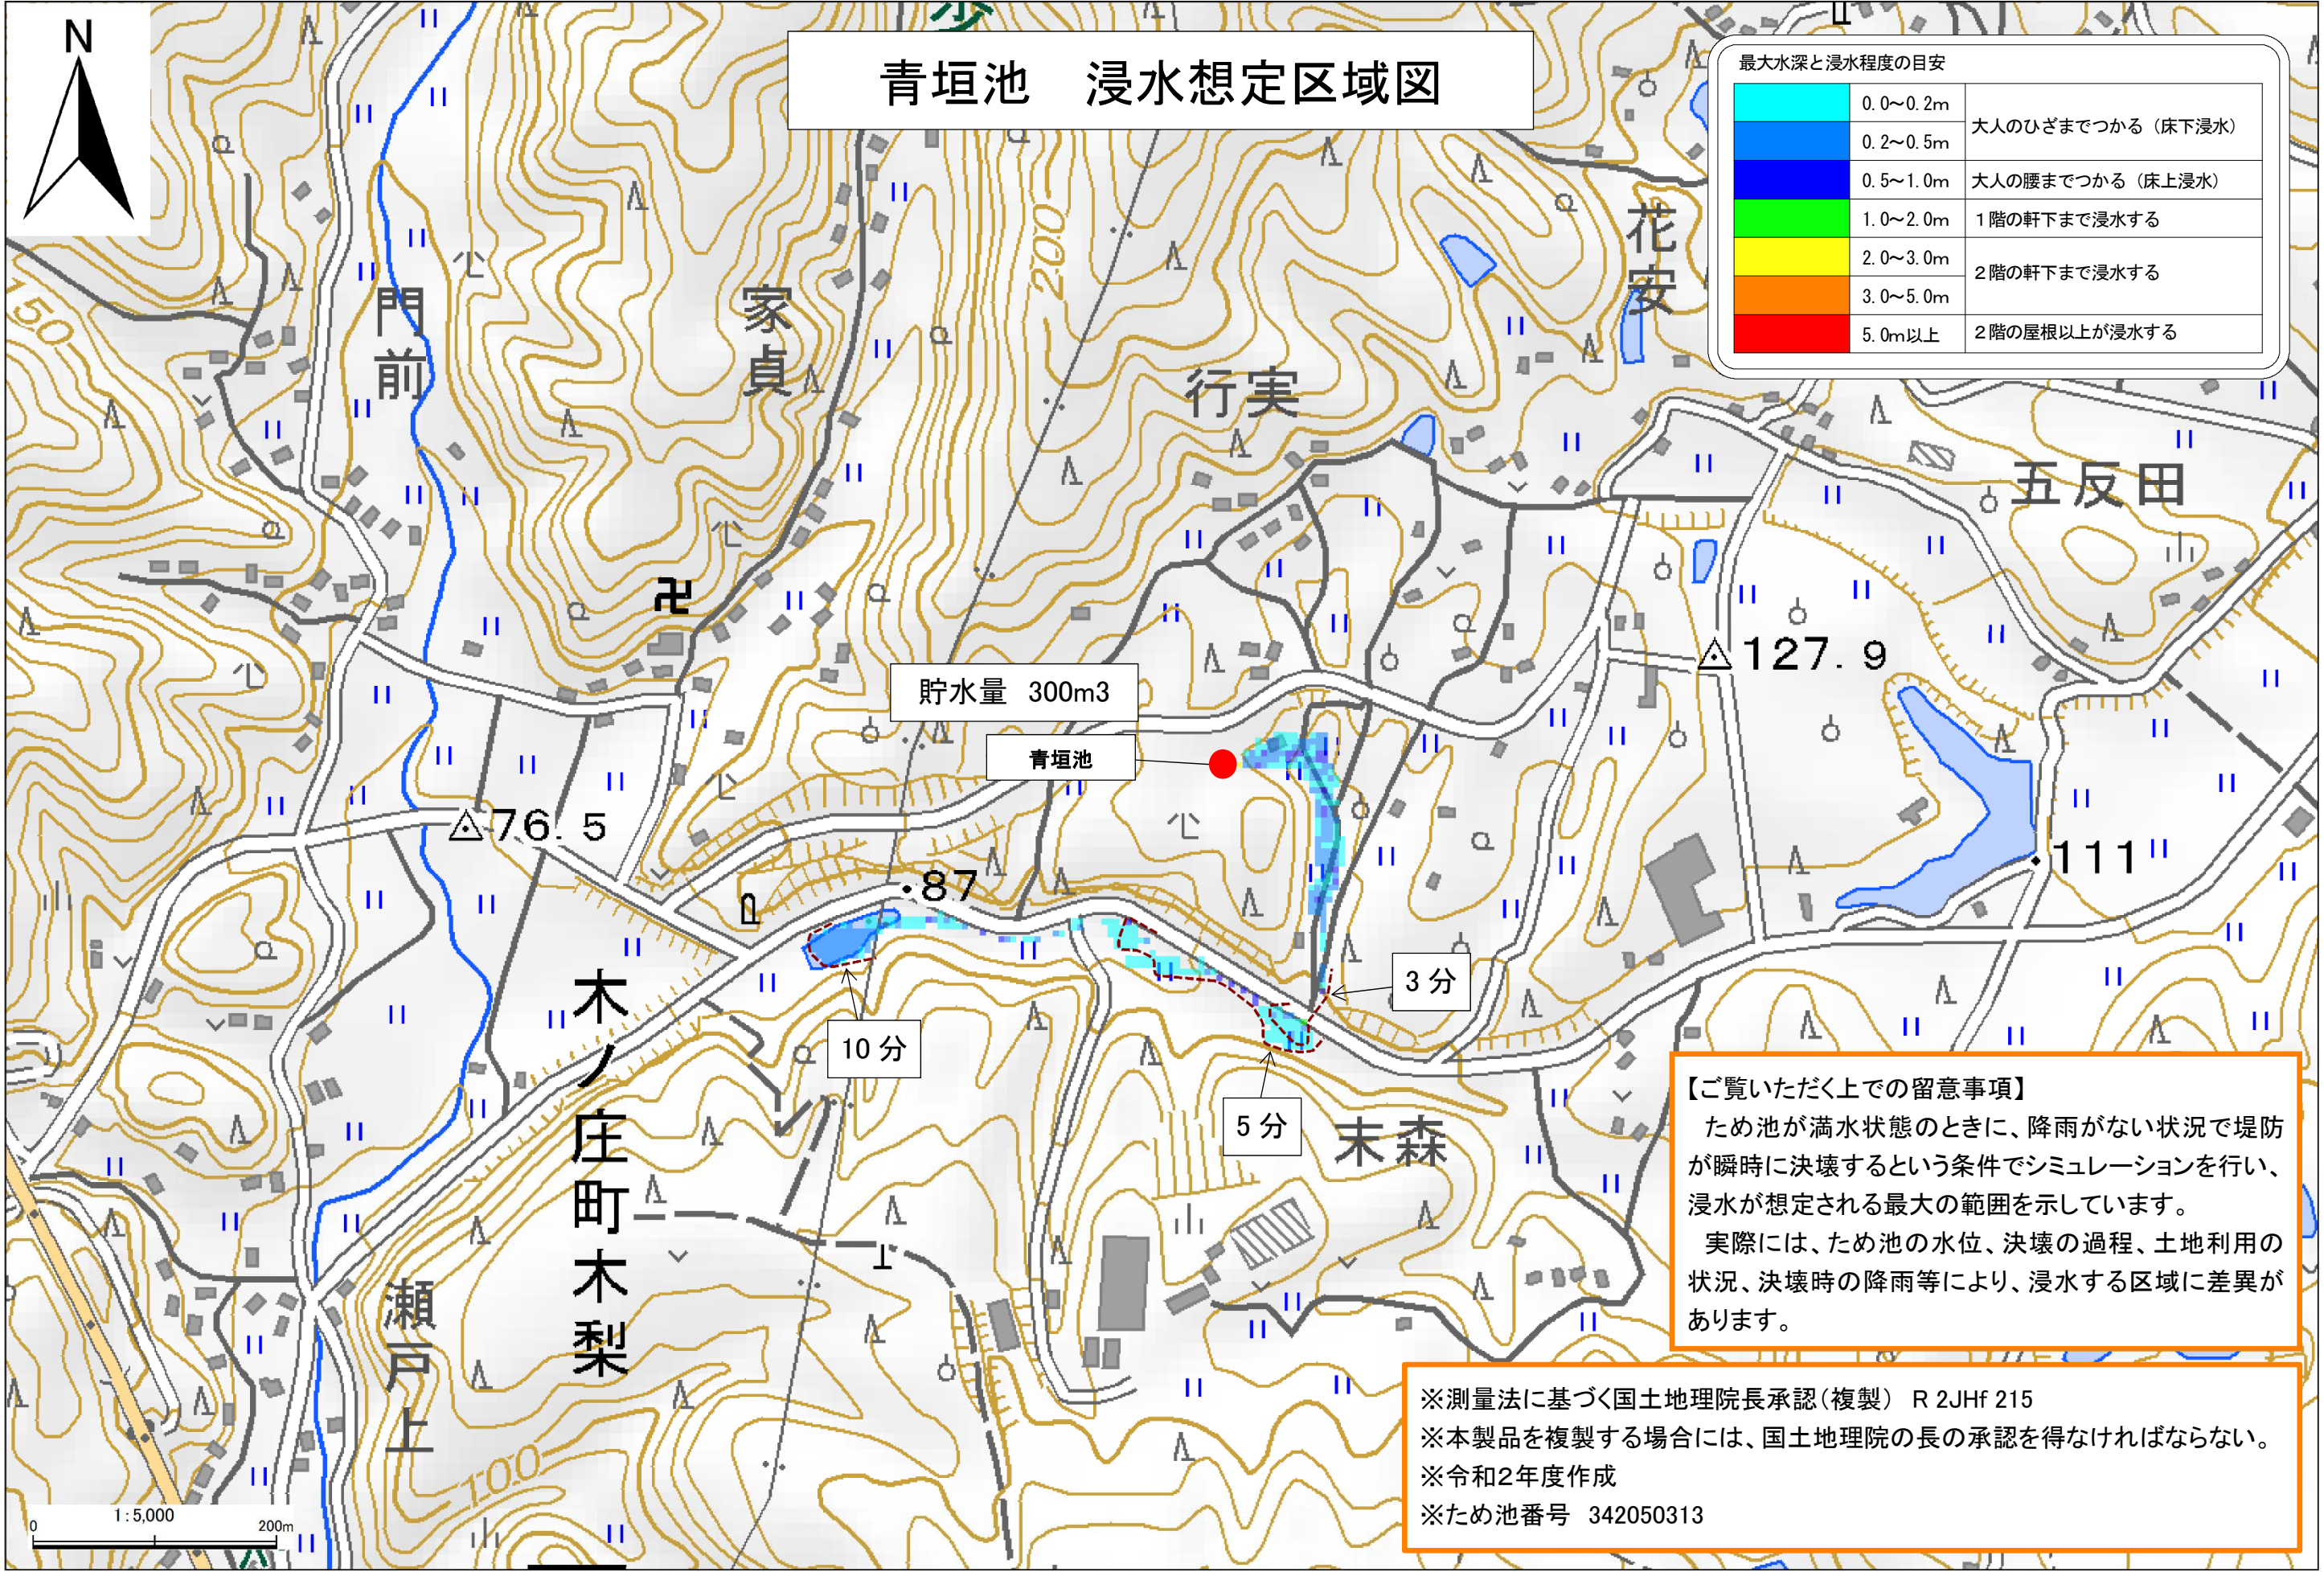 N
青垣池　浸水想定区域図
最大水深と浸水程度の目安
0.0～0.2m
大人のひざまでつかる（床下浸水）
0.2～0.5m
0.5～1.0m 大人の腰までつかる（床上浸水）
1.0～2.0m 1階の軒下まで浸水する
2.0～3.0m
2階の軒下まで浸水する
3.0～5.0m
5.0m以上 2階の屋根以上が浸水する
花安
200
門前
家貞
150
行実
五反田
卍
127.9
貯水量　300m3
青垣池
76.5
111
87
3 分
10 分
5 分
木ノ庄町木梨
末森
瀬戸上
100
【ご覧いただく上での留意事項】
ため池が満水状態のときに、降雨がない状況で堤防
が瞬時に決壊するという条件でシミュレーションを行い、
浸水が想定される最大の範囲を示しています。
実際には、ため池の水位、決壊の過程、土地利用の
状況、決壊時の降雨等により、浸水する区域に差異が
あります。
※測量法に基づく国土地理院長承認（複製）　R 2JHf 215
※本製品を複製する場合には、国土地理院の長の承認を得なければならない。
※令和2年度作成
※ため池番号　342050313
1:5,000
0 200m